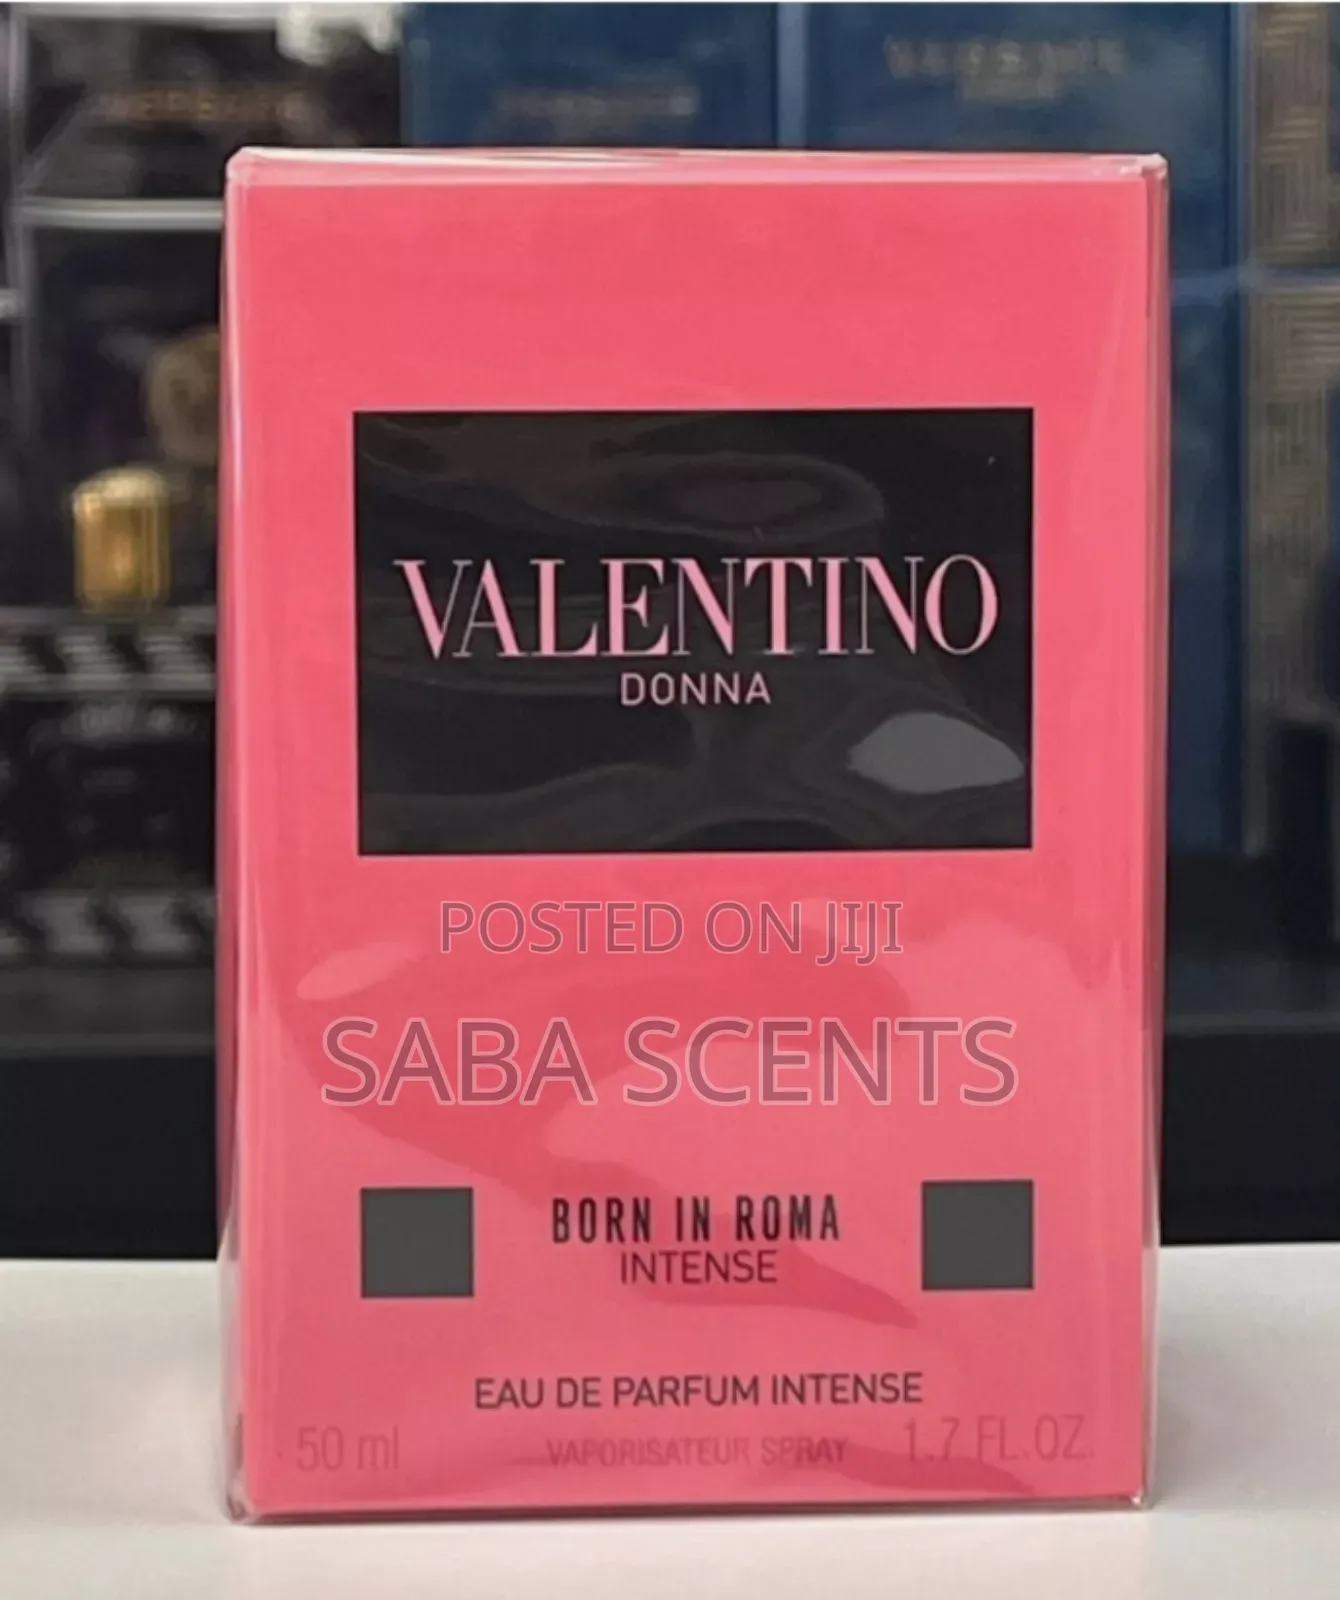 VALENTINO
DONNA
POSTED ON JIJI
SABA SCENTS
BORN IN ROMA
INTENSE
EAU DE PARFUM INTENSE
50 ml VAPORISATEUR SPRAY 1.7 FL.OZ.